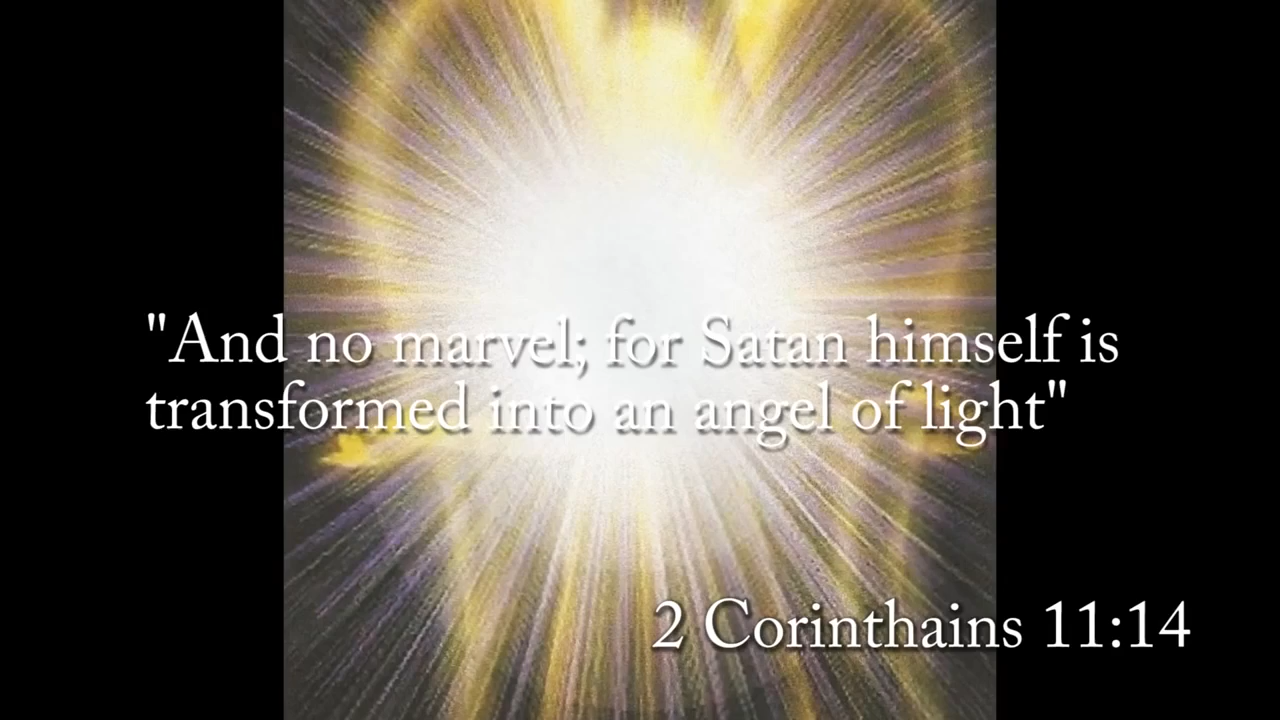 "And no marvel; for Satan himself is
transformed into an angel of light"
2 Corinthains 11:14